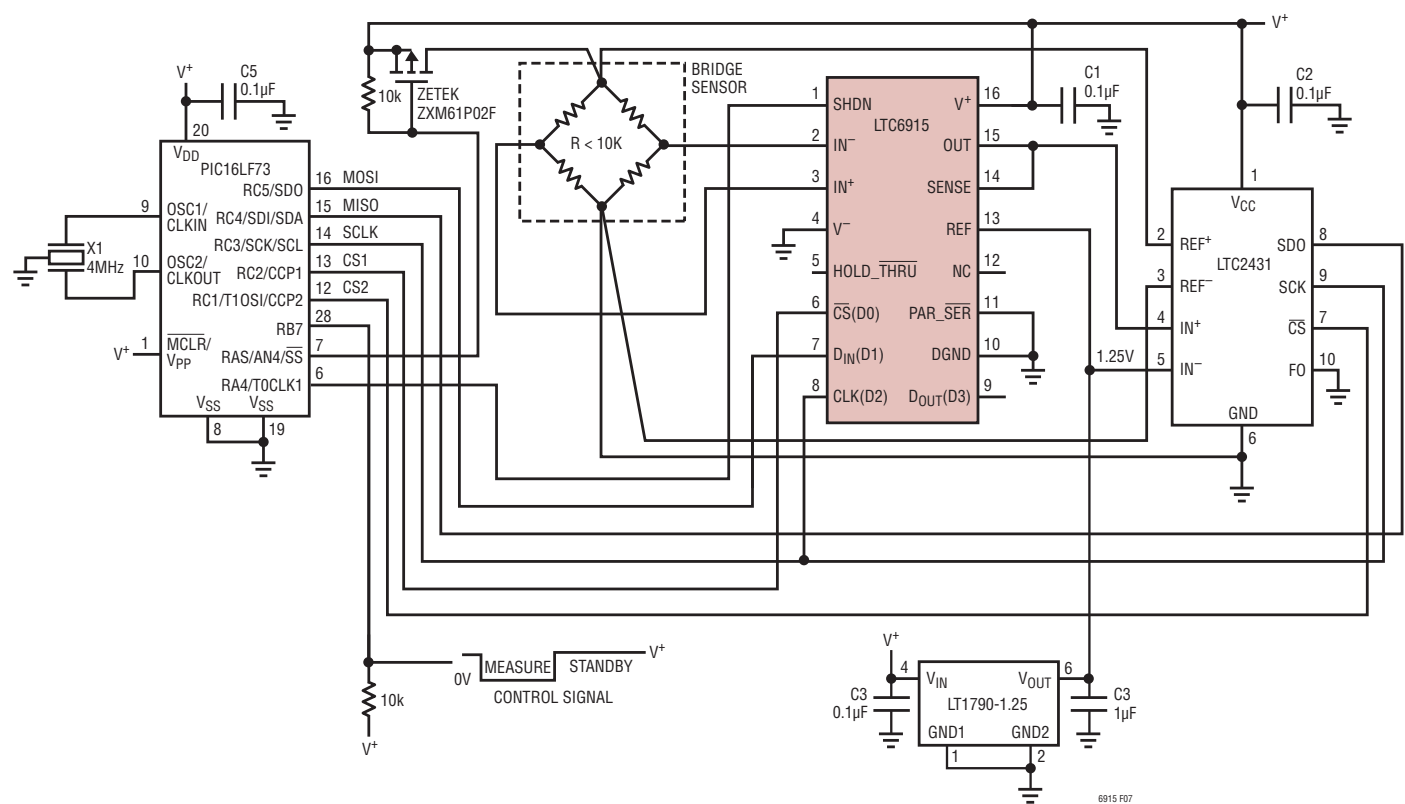 V+
V+
C5
0.1µF
20
VDD
PIC16LF73
10k
ZETEK
ZXM61P02F
BRIDGE
SENSOR
R < 10K
RC5/SDO
16 MOSI
9
OSC1/
CLKIN
RC4/SDI/SDA
15 MISO
RC3/SCK/SCL
14 SCLK
X1
4MHz
10
OSC2/
CLKOUT
RC2/CCP1
13 CS1
RC1/T1OSI/CCP2
12 CS2
RB7
28
V+
1
MCLR/
VPP
RAS/AN4/SS
7
RA4/T0CLK1
6
VSS
VSS
8
19
LTC6915
1
SHDN
V+
16
2
IN−
OUT
15
3
IN+
SENSE
14
4
V−
REF
13
5
HOLD_THRU
NC
12
6
CS(D0)
PAR_SER
11
7
DIN(D1)
DGND
10
8
CLK(D2)
DOUT(D3)
9
C1
0.1µF
C2
0.1µF
1
VCC
LTC2431
2
REF+
SDO
8
3
REF−
SCK
9
4
IN+
CS
7
1.25V
5
IN−
FO
10
GND
6
0V
MEASURE
STANDBY
V+
CONTROL SIGNAL
10k
V+
V+
4
VIN
VOUT
6
LT1790-1.25
C3
0.1µF
C3
1µF
GND1
GND2
1
2
6915 F07